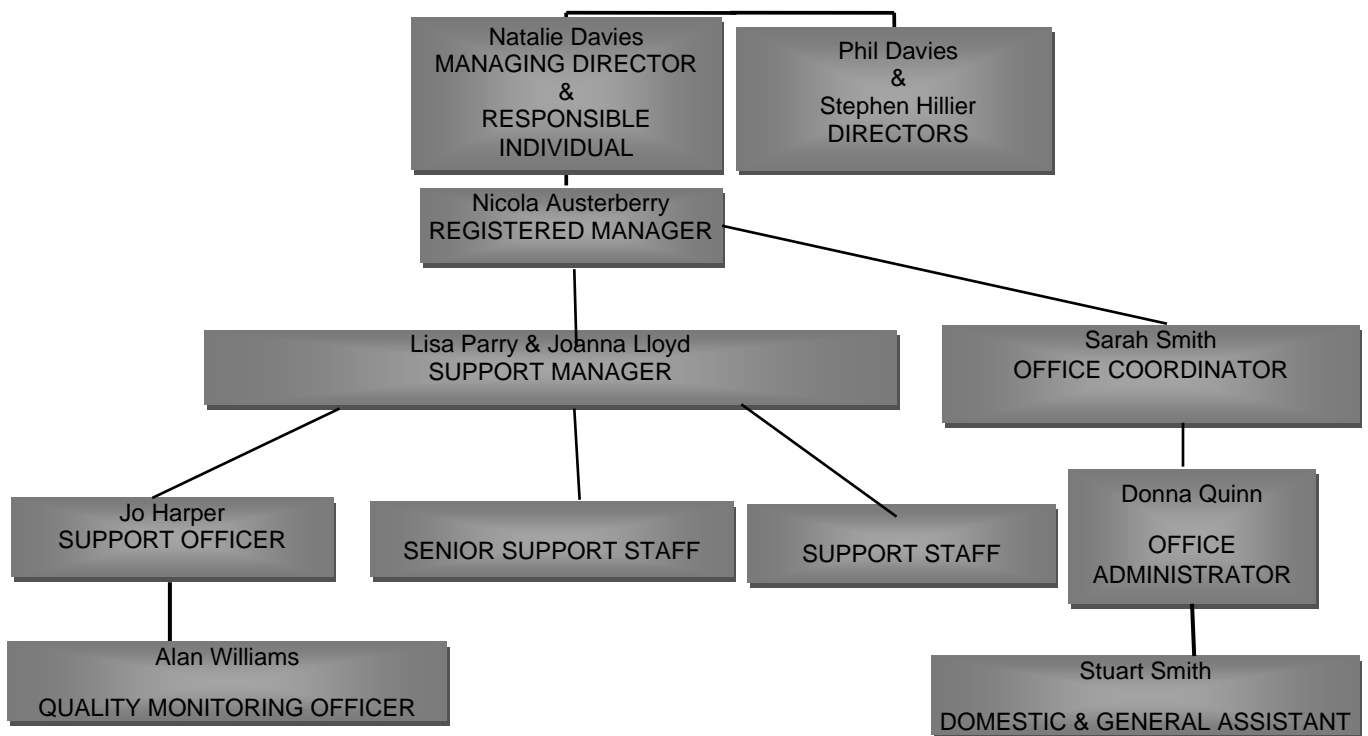 Natalie Davies
MANAGING DIRECTOR
&
RESPONSIBLE
INDIVIDUAL
Phil Davies
&
Stephen Hillier
DIRECTORS
Nicola Austerberry
REGISTERED MANAGER
Lisa Parry & Joanna Lloyd
SUPPORT MANAGER
Sarah Smith
OFFICE COORDINATOR
Jo Harper
SUPPORT OFFICER
SENIOR SUPPORT STAFF
SUPPORT STAFF
Donna Quinn
OFFICE
ADMINISTRATOR
Alan Williams
QUALITY MONITORING OFFICER
Stuart Smith
DOMESTIC & GENERAL ASSISTANT